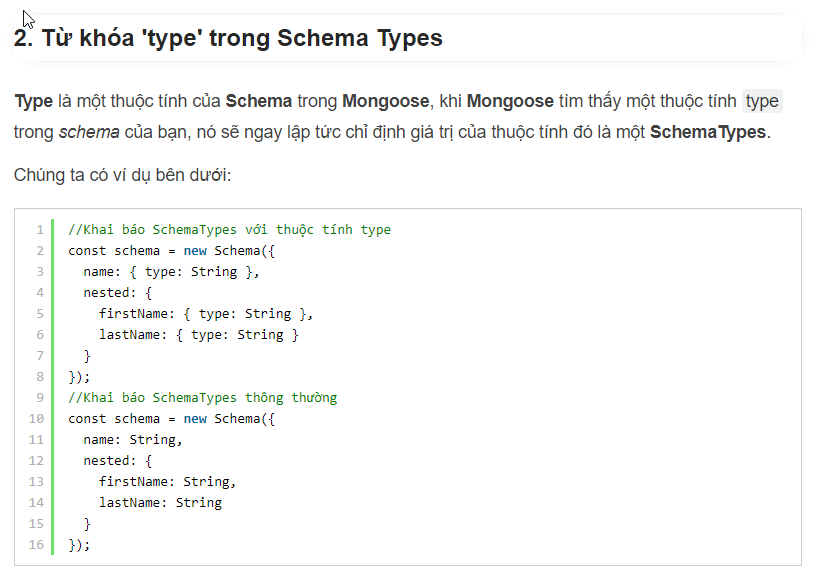 2. Từ khóa 'type' trong Schema Types
Type là một thuộc tính của Schema trong Mongoose, khi Mongoose tìm thấy một thuộc tính type
trong schema của bạn, nó sẽ ngay lập tức chỉ định giá trị của thuộc tính đó là một SchemaTypes.
Chúng ta có ví dụ bên dưới:
1 //Khai báo SchemaTypes với thuộc tính type
2 const schema = new Schema({
3   name: { type: String },
4   nested: {
5     firstName: { type: String },
6     lastName: { type: String }
7   }
8 });
9 //Khai báo SchemaTypes thông thường
10 const schema = new Schema({
11   name: String,
12   nested: {
13     firstName: String,
14     lastName: String
15   }
16 });